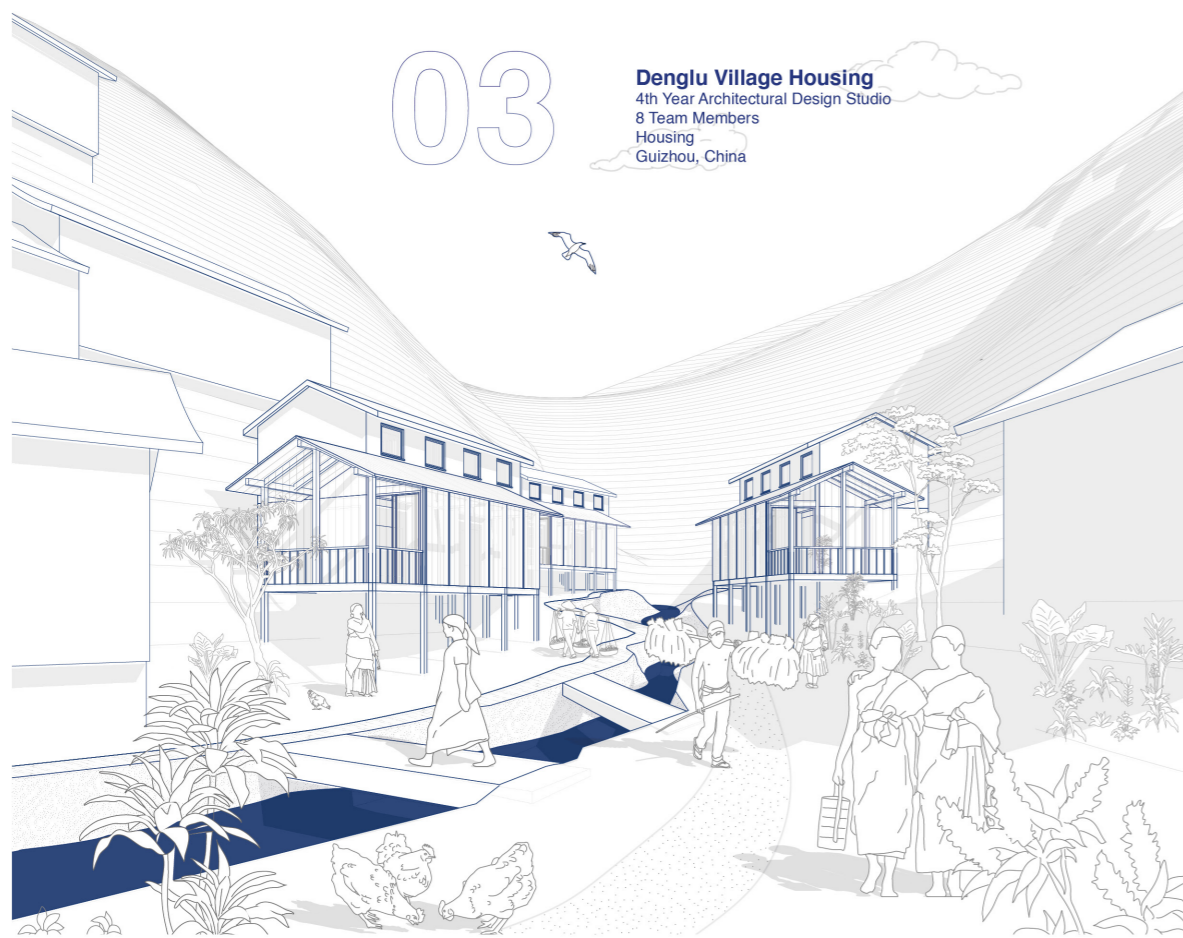 03
Denglu Village Housing
4th Year Architectural Design Studio
8 Team Members
Housing
Guizhou, China